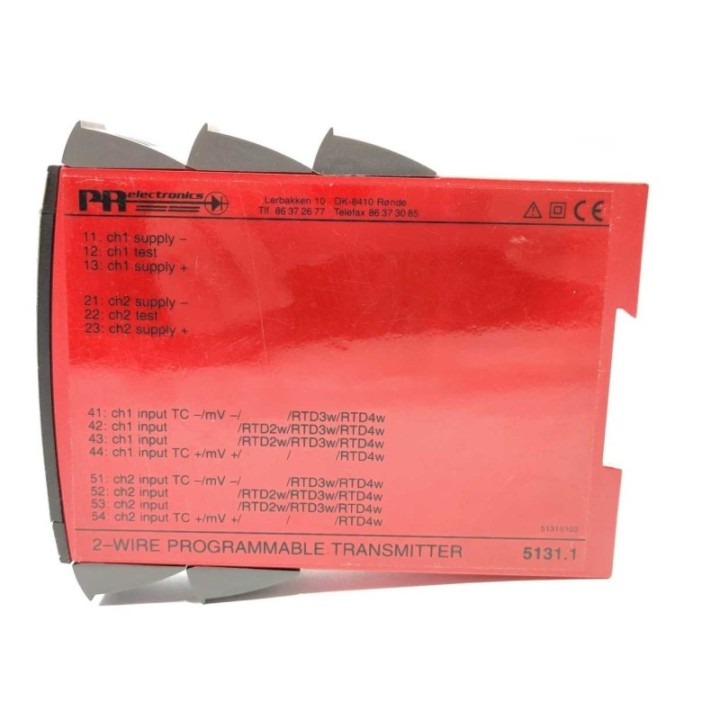 PR electronics
Lerbakken 10 · DK-8410 Rønde
Tlf. 86 37 26 77 · Telefax 86 37 30 85
CE
11: ch1 supply −
12: ch1 test
13: ch1 supply +
21: ch2 supply −
22: ch2 test
23: ch2 supply +
41: ch1 input TC −/mV −/ /RTD3w/RTD4w
42: ch1 input /RTD2w/RTD3w/RTD4w
43: ch1 input /RTD2w/RTD3w/RTD4w
44: ch1 input TC +/mV +/ / /RTD4w
51: ch2 input TC −/mV −/ /RTD3w/RTD4w
52: ch2 input /RTD2w/RTD3w/RTD4w
53: ch2 input /RTD2w/RTD3w/RTD4w
54: ch2 input TC +/mV +/ / /RTD4w
2−WIRE PROGRAMMABLE TRANSMITTER 5131.1